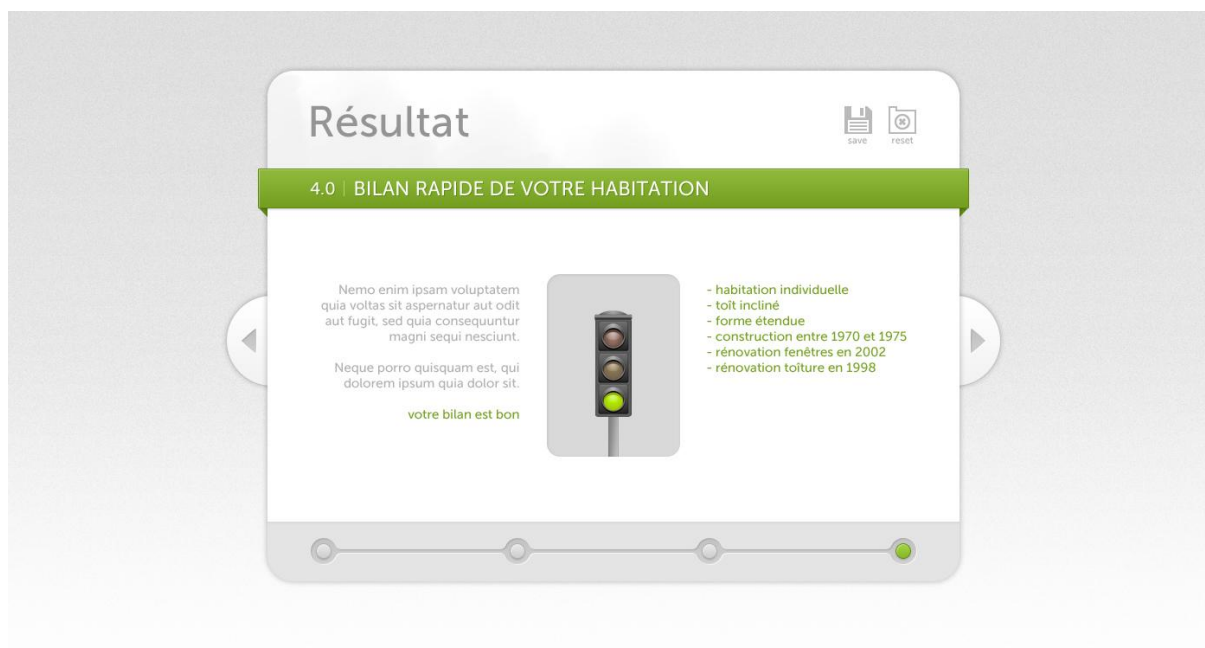 Résultat
save
reset
4.0 | BILAN RAPIDE DE VOTRE HABITATION
Nemo enim ipsam voluptatem
quia voltas sit aspernatur aut odit
aut fugit, sed quia consequuntur
magni sequi nesciunt.
Neque porro quisquam est, qui
dolorem ipsum quia dolor sit.
votre bilan est bon
- habitation individuelle
- toît incliné
- forme étendue
- construction entre 1970 et 1975
- rénovation fenêtres en 2002
- rénovation toîture en 1998